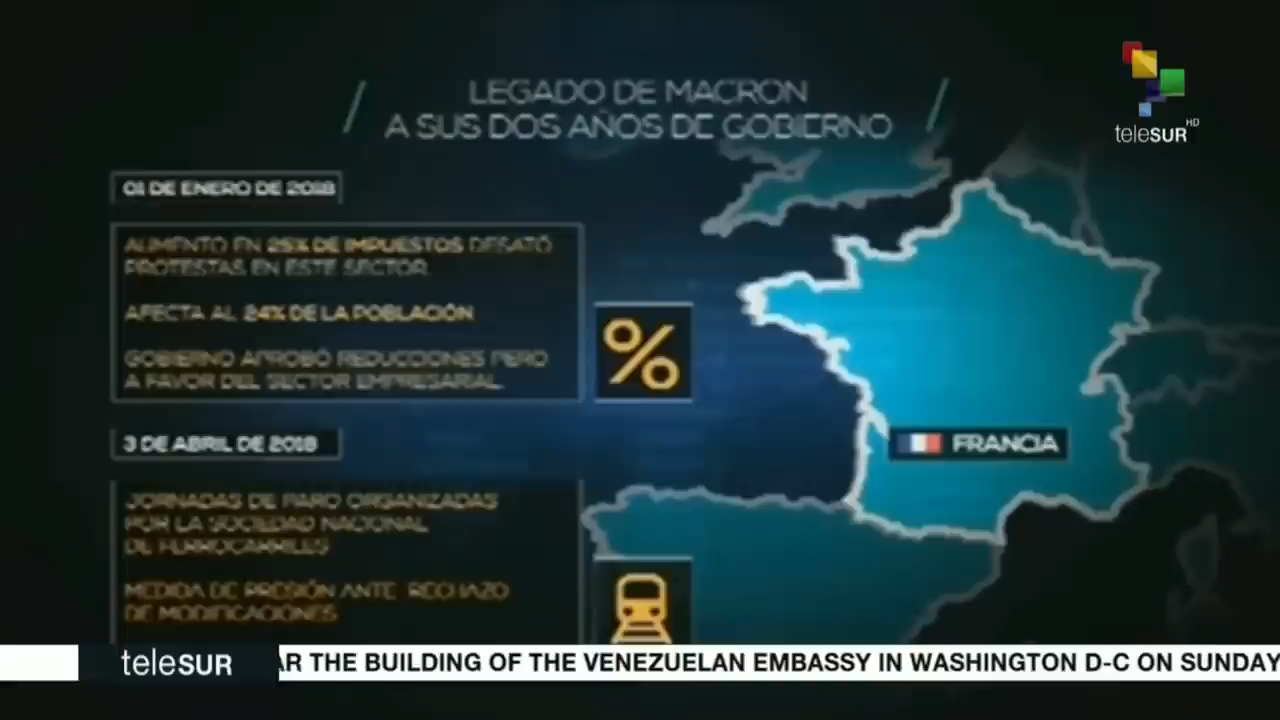 LEGADO DE MACRON
A SUS DOS AÑOS DE GOBIERNO
teleSUR HD
01 DE ENERO DE 2018
AUMENTO EN 25% DE IMPUESTOS DESATÓ
PROTESTAS EN ESTE SECTOR
AFECTA AL 24% DE LA POBLACIÓN
GOBIERNO APROBÓ REDUCCIONES PERO
A FAVOR DEL SECTOR EMPRESARIAL
%
3 DE ABRIL DE 2018
FRANCIA
JORNADAS DE PARO ORGANIZADAS
POR LA SOCIEDAD NACIONAL
DE FERROCARRILES
MEDIDA DE PRESIÓN ANTE RECHAZO
DE MODIFICACIONES
teleSUR
AR THE BUILDING OF THE VENEZUELAN EMBASSY IN WASHINGTON D-C ON SUNDAY